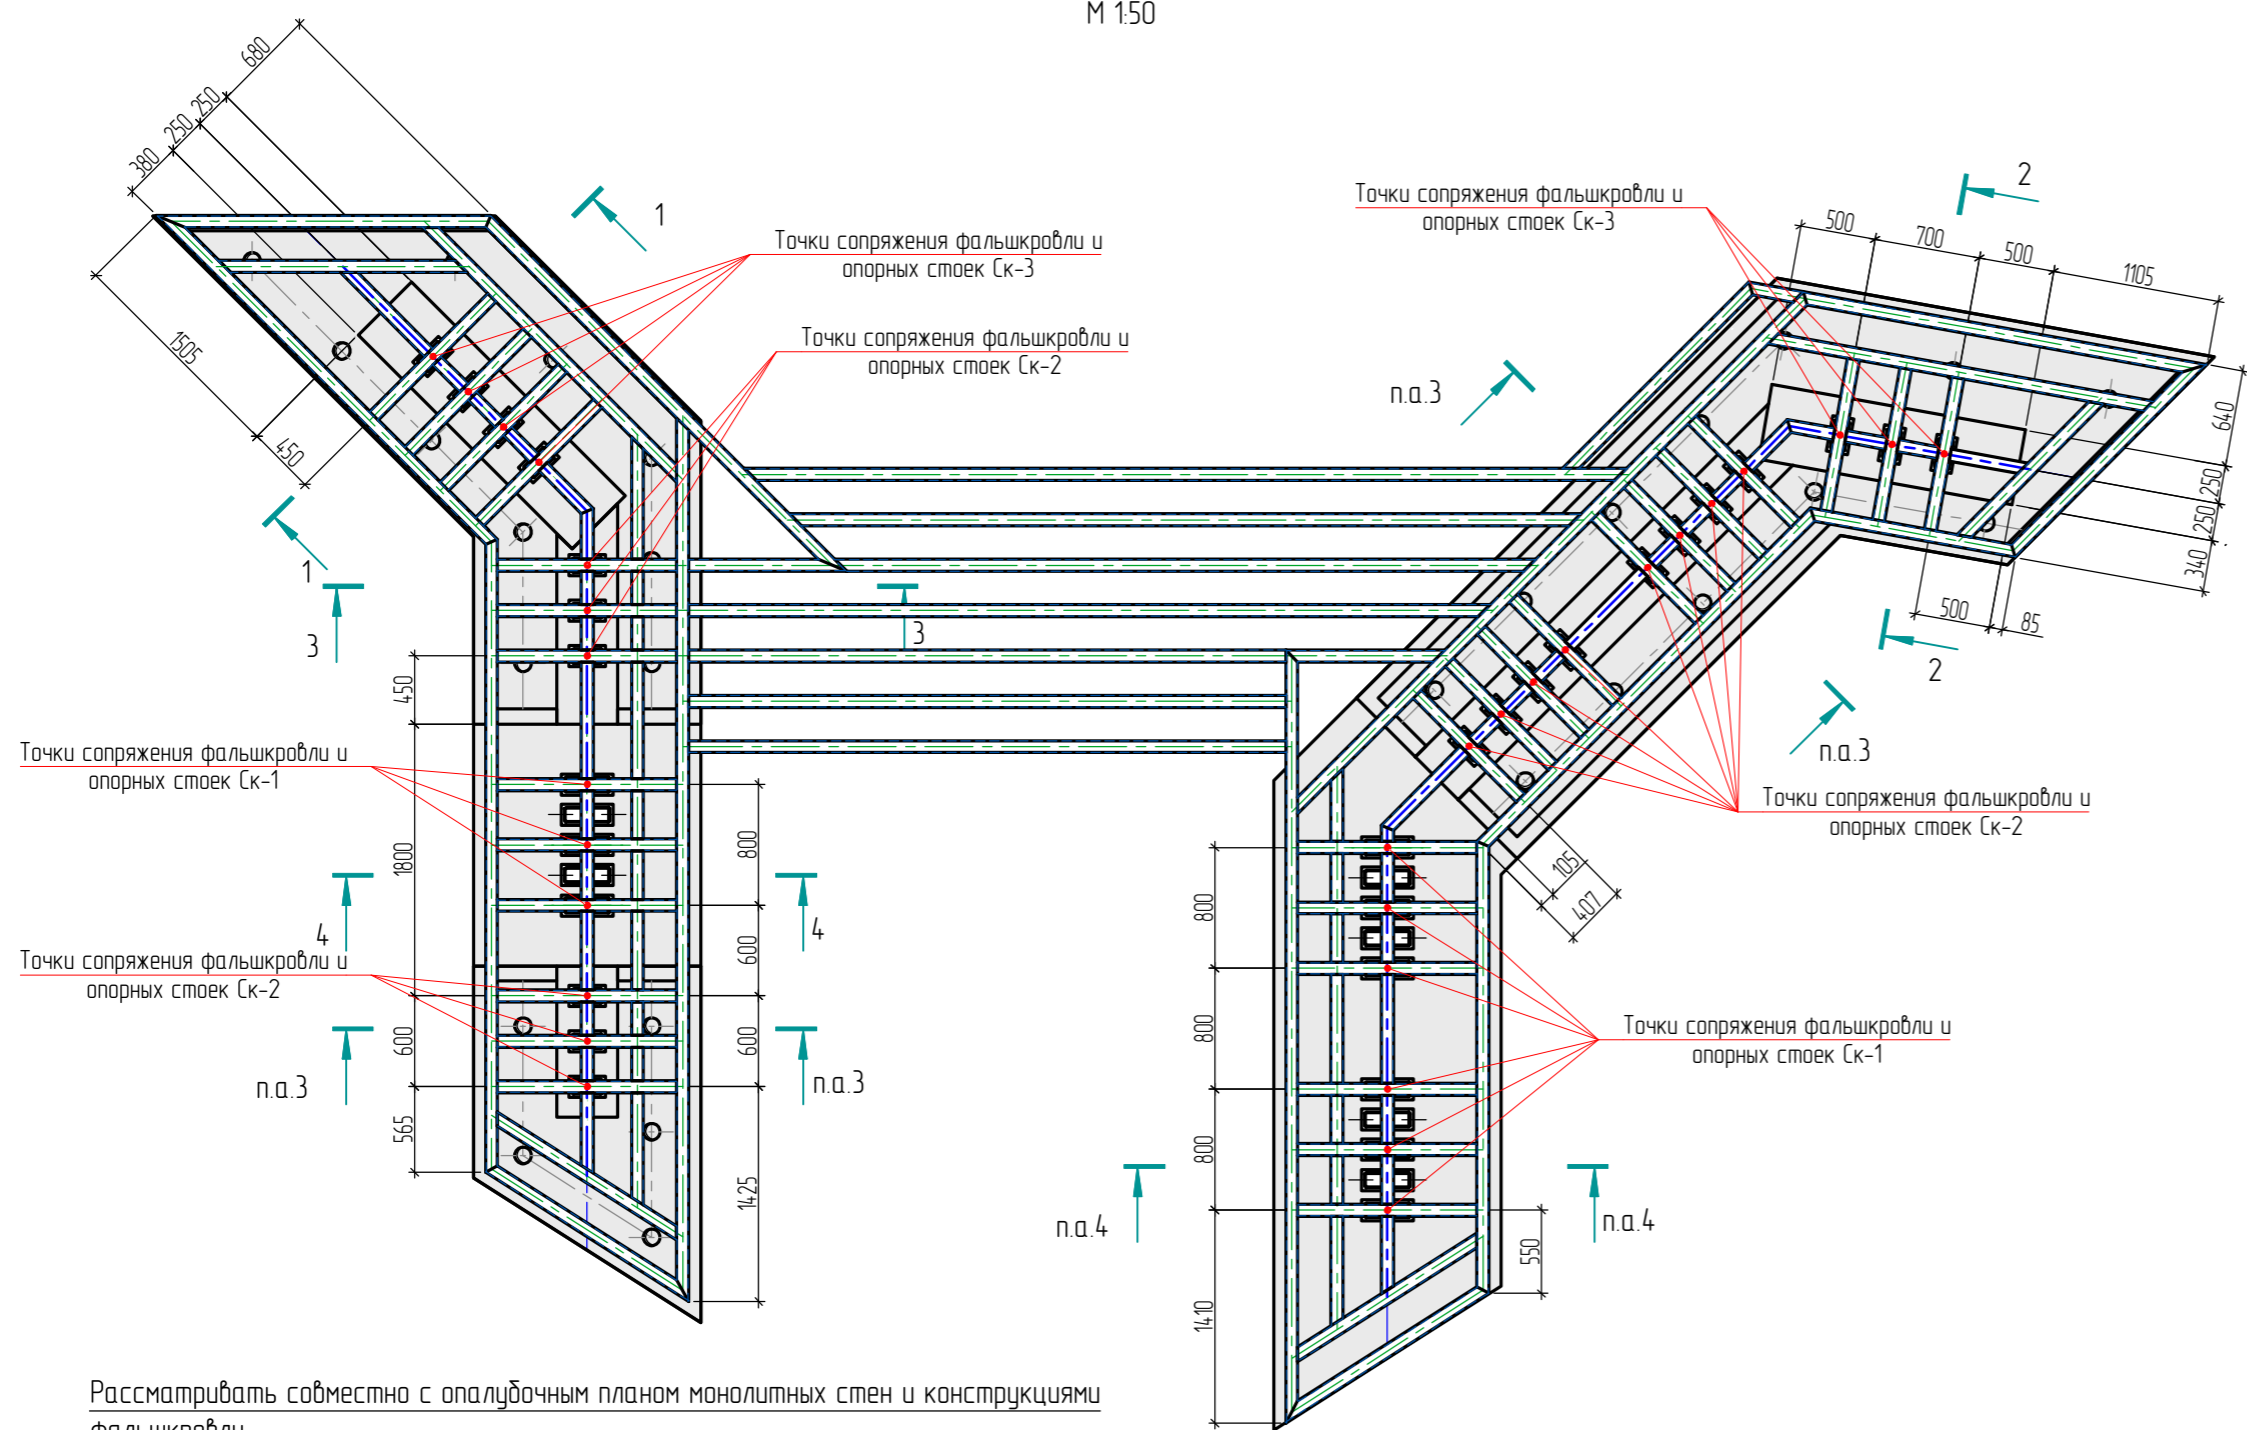 М 1:50
680
250
250
380
1505
450
1
1
Точки сопряжения фальшкровли и
опорных стоек Ск-3
Точки сопряжения фальшкровли и
опорных стоек Ск-2
Точки сопряжения фальшкровли и
опорных стоек Ск-3
2
500
700
500
1105
640
250
250
340
500
85
2
п.а.3
п.а.3
3
3
450
Точки сопряжения фальшкровли и
опорных стоек Ск-1
1800
800
4
4
600
Точки сопряжения фальшкровли и
опорных стоек Ск-2
600
600
п.а.3
п.а.3
565
1425
Точки сопряжения фальшкровли и
опорных стоек Ск-2
105
407
800
800
800
Точки сопряжения фальшкровли и
опорных стоек Ск-1
п.а.4
п.а.4
550
1410
Рассматривать совместно с опалубочным планом монолитных стен и конструкциями
фальшкровли